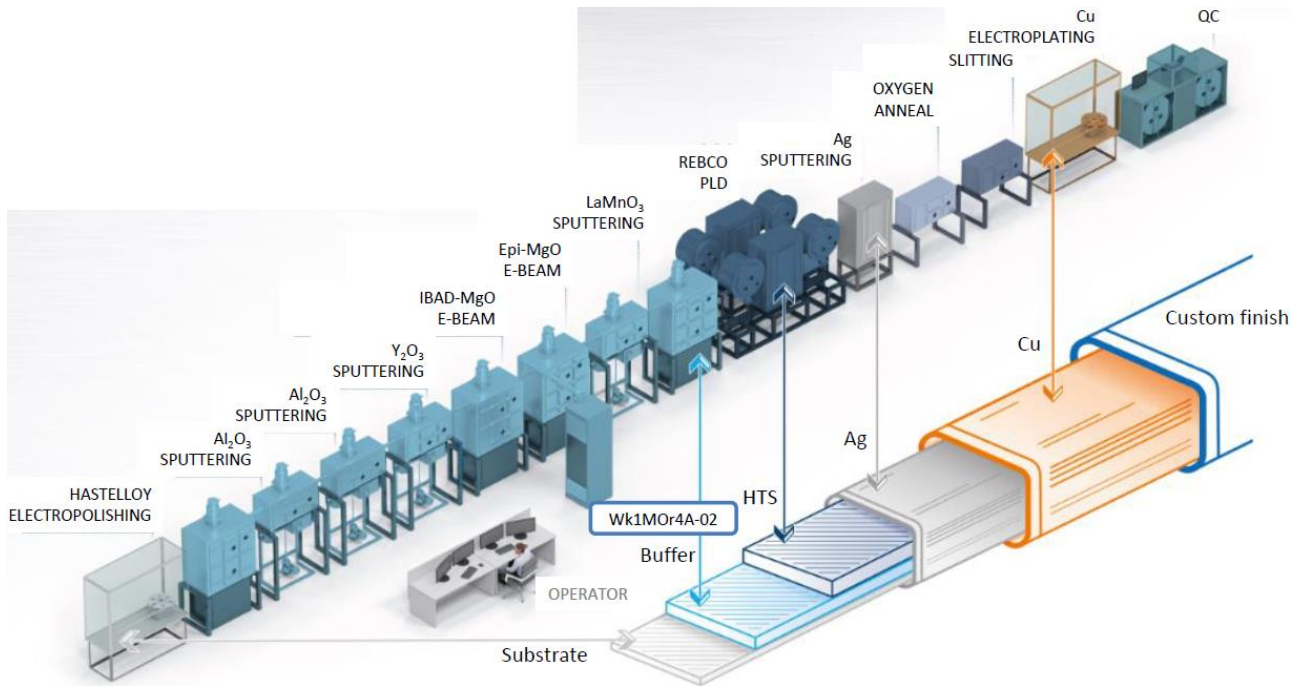 Cu
ELECTROPLATING
SLITTING
QC
OXYGEN
ANNEAL
Ag
SPUTTERING
REBCO
PLD
LaMnO₃
SPUTTERING
Epi-MgO
E-BEAM
IBAD-MgO
E-BEAM
Y₂O₃
SPUTTERING
Al₂O₃
SPUTTERING
Al₂O₃
SPUTTERING
HASTELLOY
ELECTROPOLISHING
Custom finish
Cu
Ag
HTS
Wk1MOr4A-02
Buffer
OPERATOR
Substrate